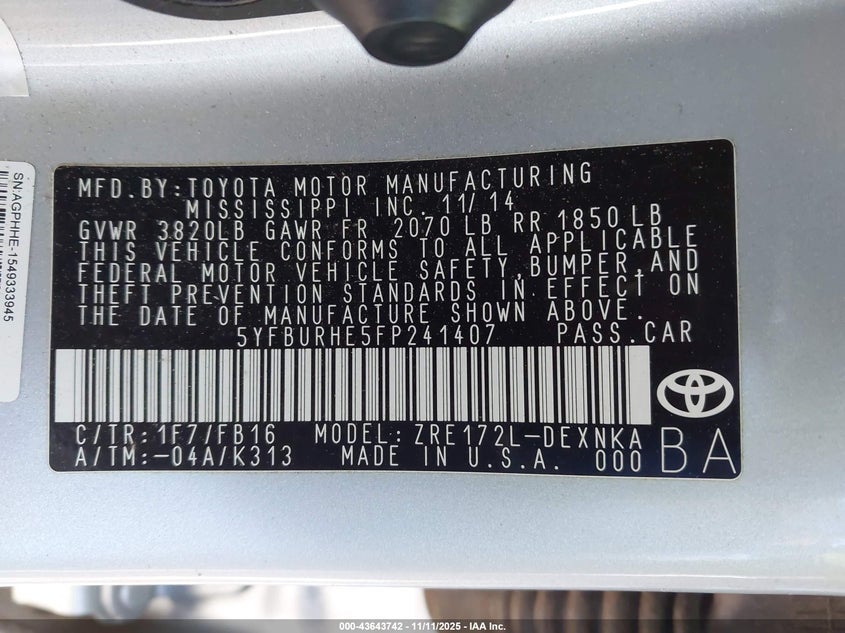 SN:AGPHHE-1549333945
MFD.BY:TOYOTA MOTOR MANUFACTURING
MISSISSIPPI INC. 11/14
GVWR 3820LB GAWR FR 2070 LB RR 1850 LB
THIS VEHICLE CONFORMS TO ALL APPLICABLE
FEDERAL MOTOR VEHICLE SAFETY,BUMPER,AND
THEFT PREVENTION STANDARDS IN EFFECT ON
THE DATE OF MANUFACTURE SHOWN ABOVE.
5YFBURHE5FP241407 PASS.CAR
C/TR:1F7/FB16 MODEL:ZRE172L-DEXNKA
A/TM:-04A/K313 MADE IN U.S.A. 000 BA
000-43643742 - 11/11/2025 - IAA Inc.